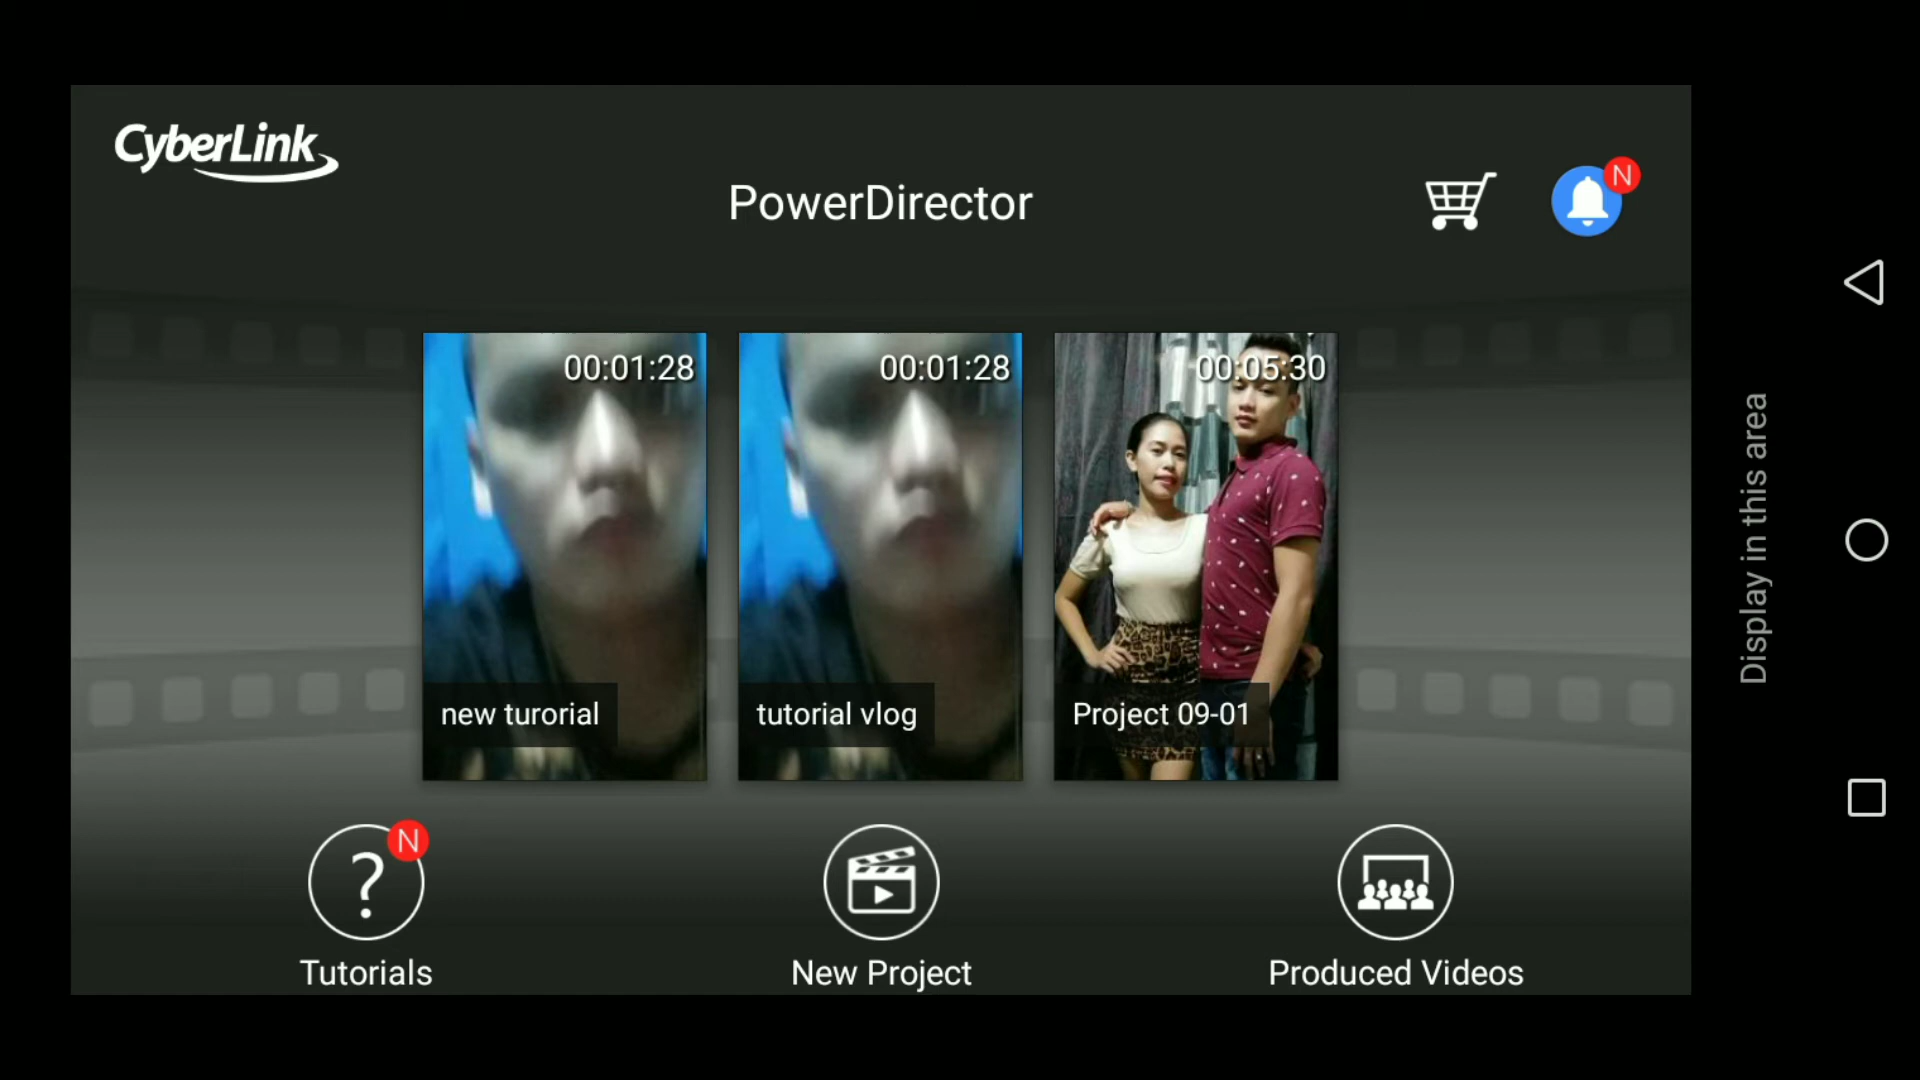 CyberLink
PowerDirector
N
00:01:28
00:01:28
00:05:30
new turorial
tutorial vlog
Project 09-01
N
?
Tutorials
New Project
Produced Videos
Display in this area